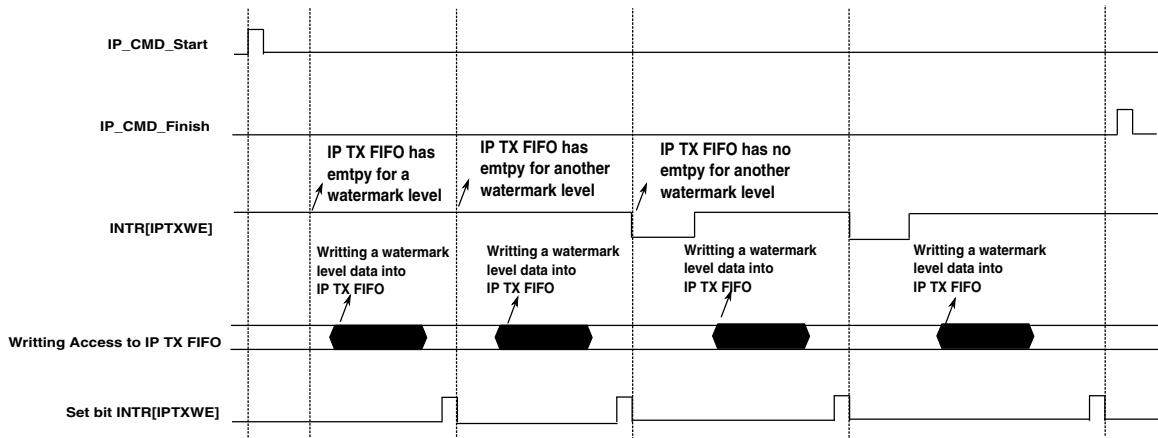 IP_CMD_Start
IP_CMD_Finish
IP TX FIFO has
emtpy for a
watermark level
IP TX FIFO has
emtpy for another
watermark level
IP TX FIFO has no
emtpy for another
watermark level
INTR[IPTXWE]
Writting a watermark
level data into
IP TX FIFO
Writting a watermark
level data into
IP TX FIFO
Writting a watermark
level data into
IP TX FIFO
Writting a watermark
level data into
IP TX FIFO
Writting Access to IP TX FIFO
Set bit INTR[IPTXWE]